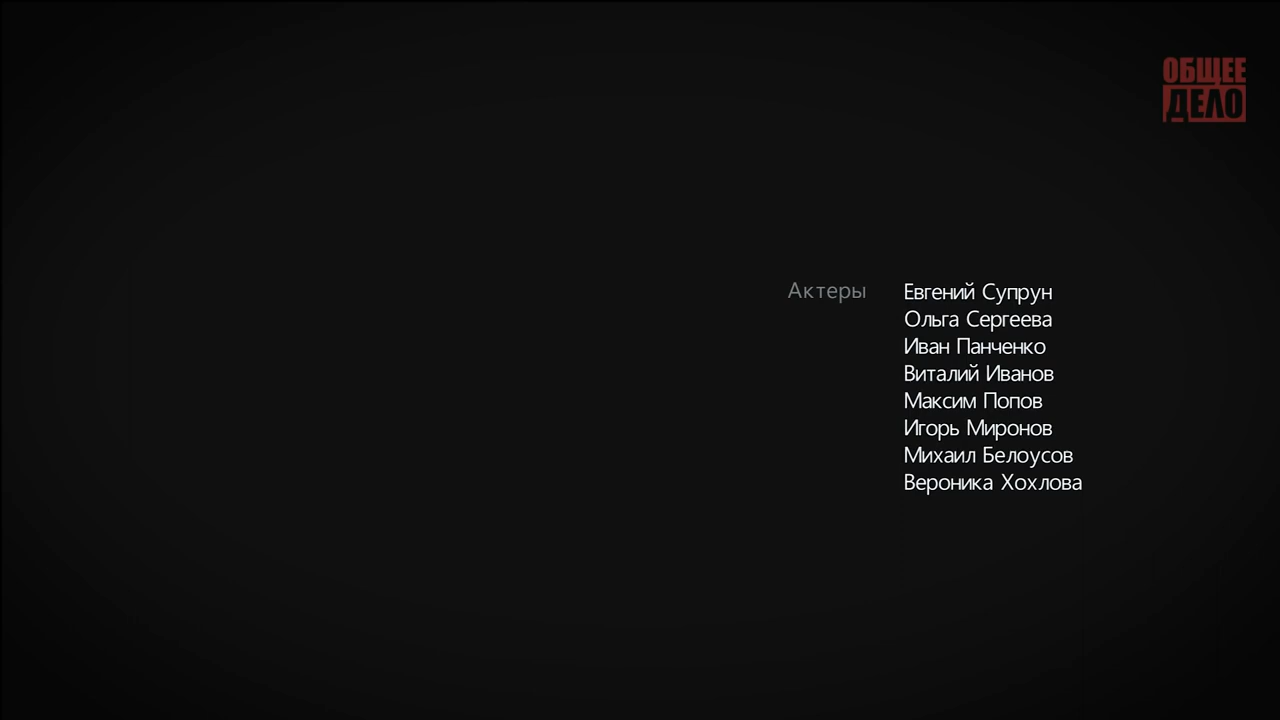 ОБЩЕЕ
ДЕЛО
Актеры Евгений Супрун
Ольга Сергеева
Иван Панченко
Виталий Иванов
Максим Попов
Игорь Миронов
Михаил Белоусов
Вероника Хохлова